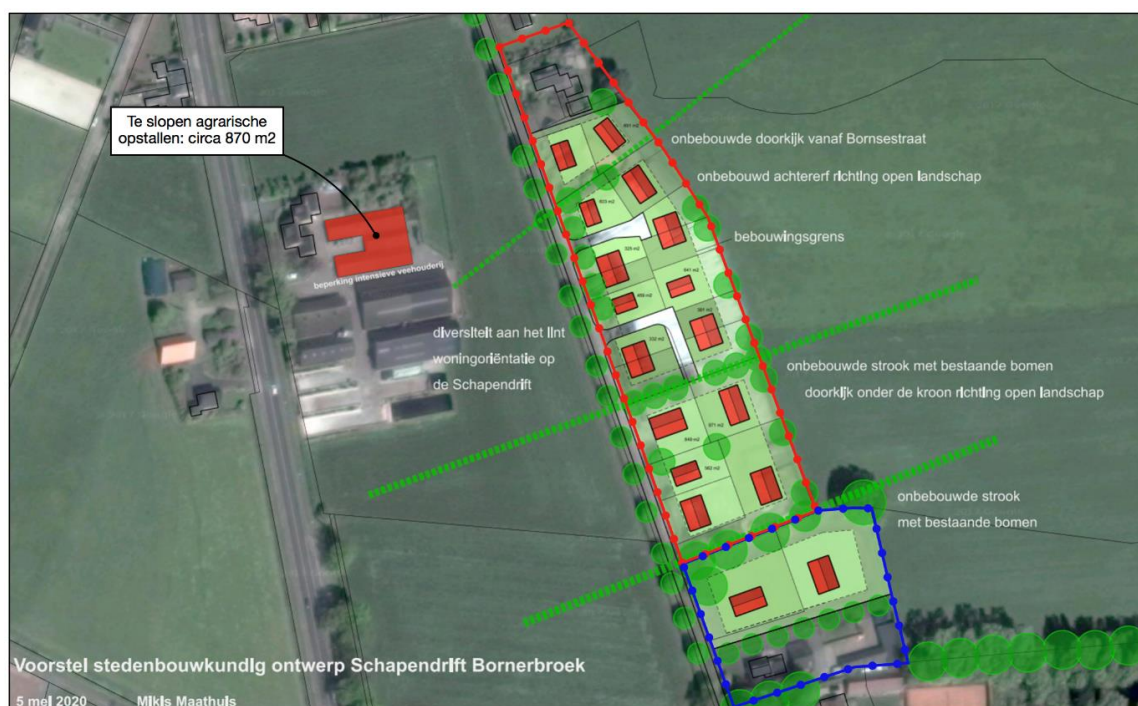 Te slopen agrarische
opstallen: circa 870 m2
onbebouwde doorkijk vanaf Bornsestraat
onbebouwd achtererf richting open landschap
bebouwingsgrens
beperking intensieve veehouderij
diversiteit aan het lint
woningoriëntatie op
de Schapendrift
onbebouwde strook met bestaande bomen
doorkijk onder de kroon richting open landschap
onbebouwde strook
met bestaande bomen
Voorstel stedenbouwkundig ontwerp Schapendrift Bornerbroek
5 mei 2020 Mikis Maathuis